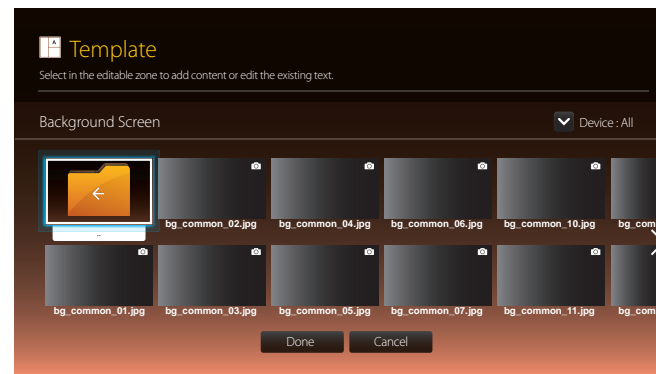 A
Template
Select in the editable zone to add content or edit the existing text.
Background Screen
Device : All
..
bg_common_02.jpg bg_common_04.jpg bg_common_06.jpg bg_common_10.jpg bg_com
bg_common_01.jpg bg_common_03.jpg bg_common_05.jpg bg_common_07.jpg bg_common_11.jpg bg_com
Done Cancel